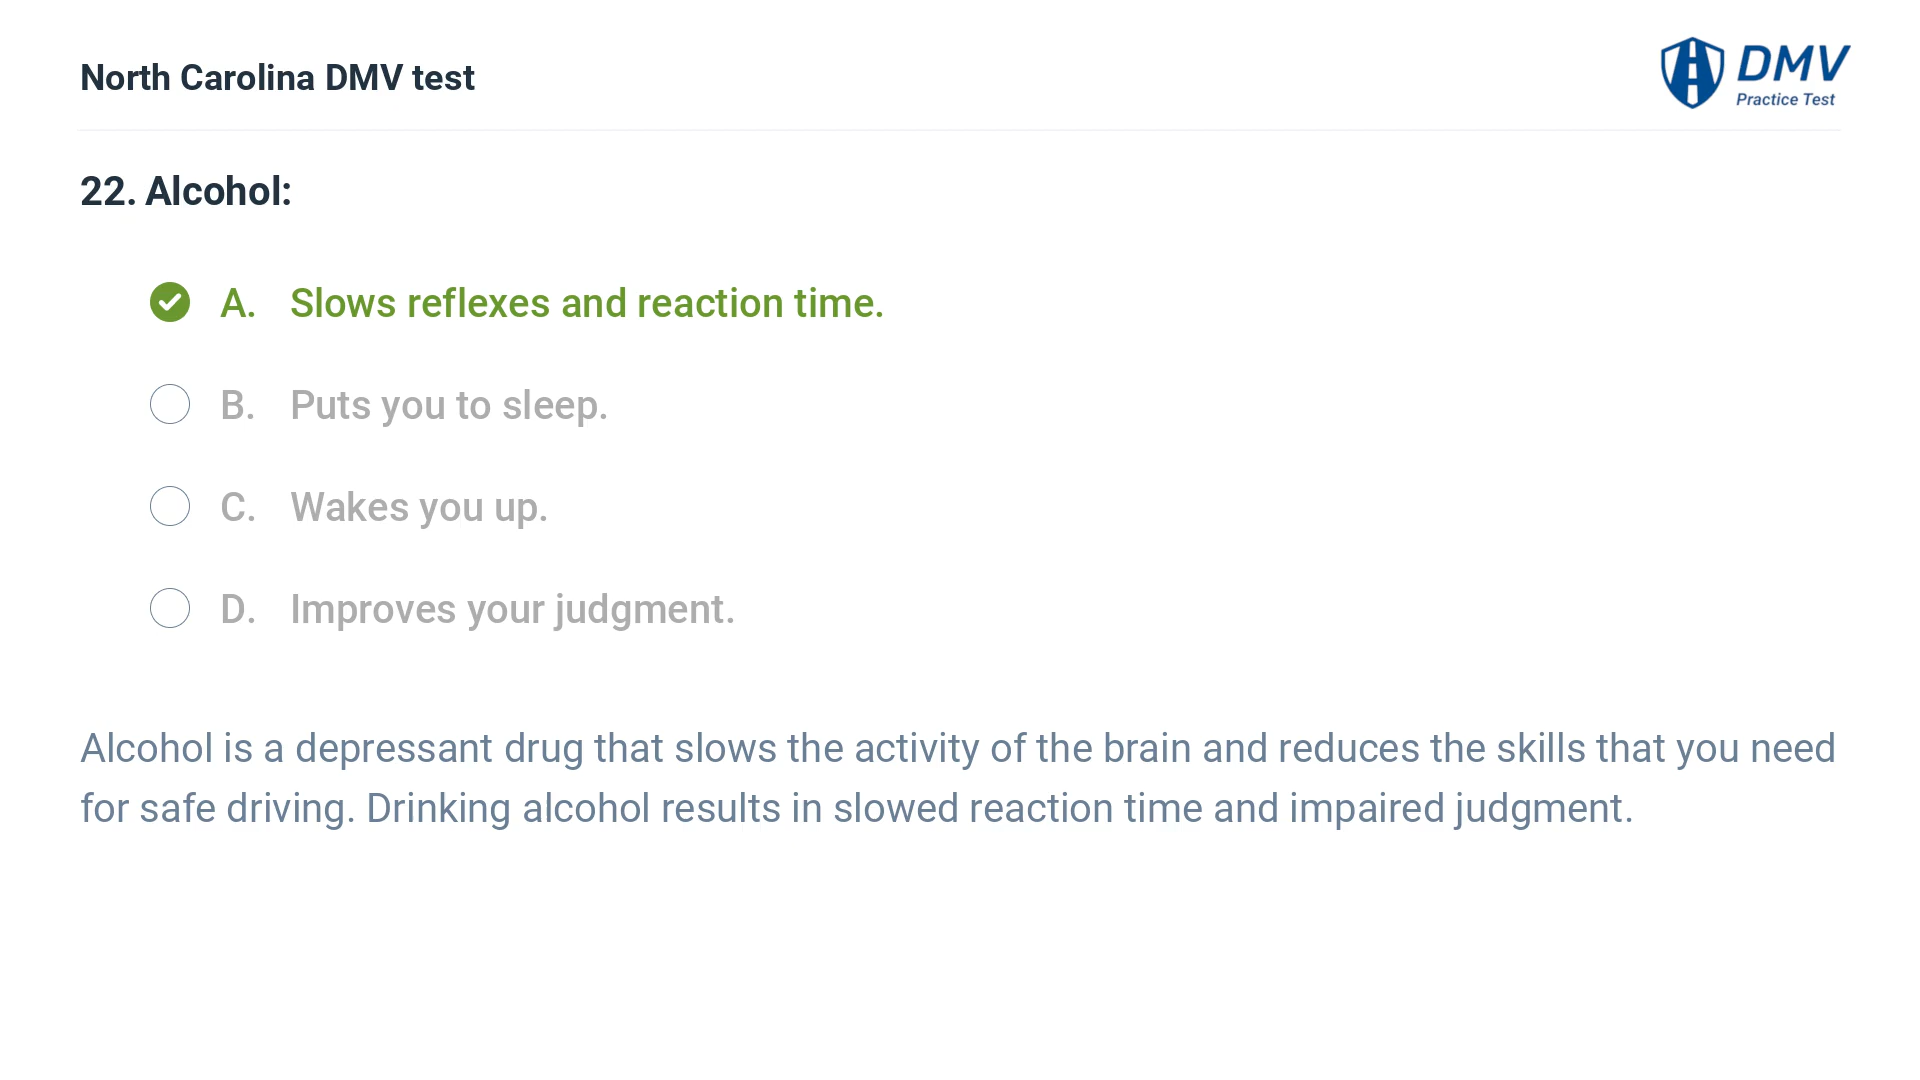 North Carolina DMV test
DMV
Practice Test
22. Alcohol:
A. Slows reflexes and reaction time.
B. Puts you to sleep.
C. Wakes you up.
D. Improves your judgment.
Alcohol is a depressant drug that slows the activity of the brain and reduces the skills that you need
for safe driving. Drinking alcohol results in slowed reaction time and impaired judgment.